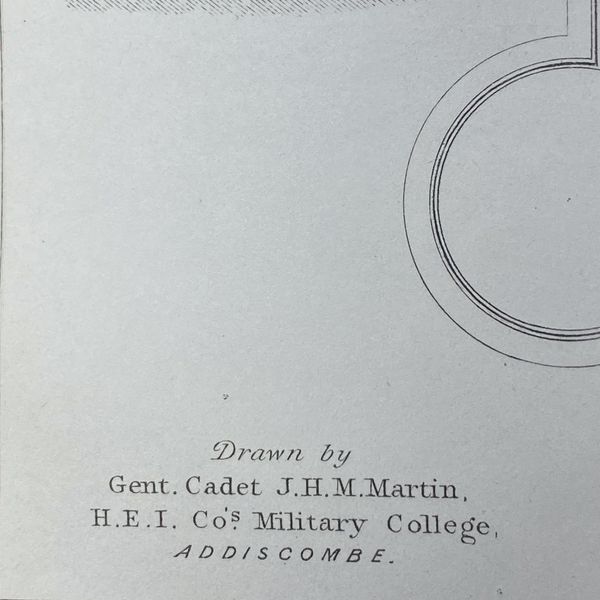 Drawn by
Gent. Cadet J.H.M. Martin,
H.E.I. Co's. Military College,
ADDISCOMBE.